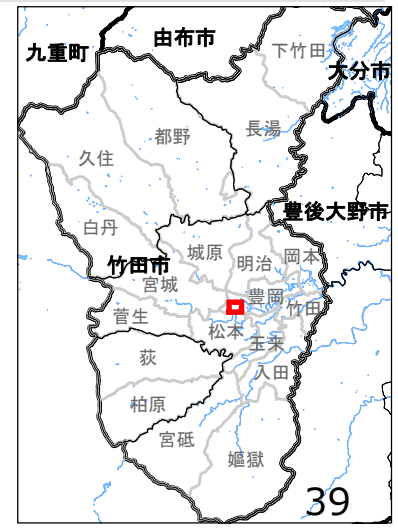 由布市
九重町
下竹田
大分市
長湯
都野
久住
豊後大野市
白丹
城原
岡本
明治
竹田市
宮城
豊岡
竹田
菅生
松本
玉来
荻
入田
柏原
宮砥
嫗獄
39